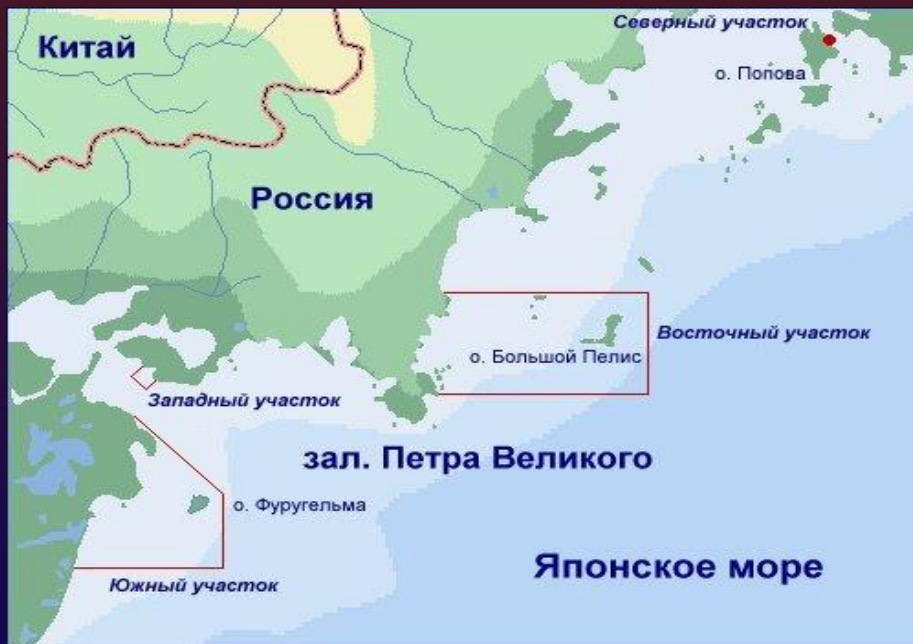 Северный участок
Китай
о. Попова
Россия
Восточный участок
о. Большой Пелис
Западный участок
зал. Петра Великого
о. Фуругельма
Японское море
Южный участок